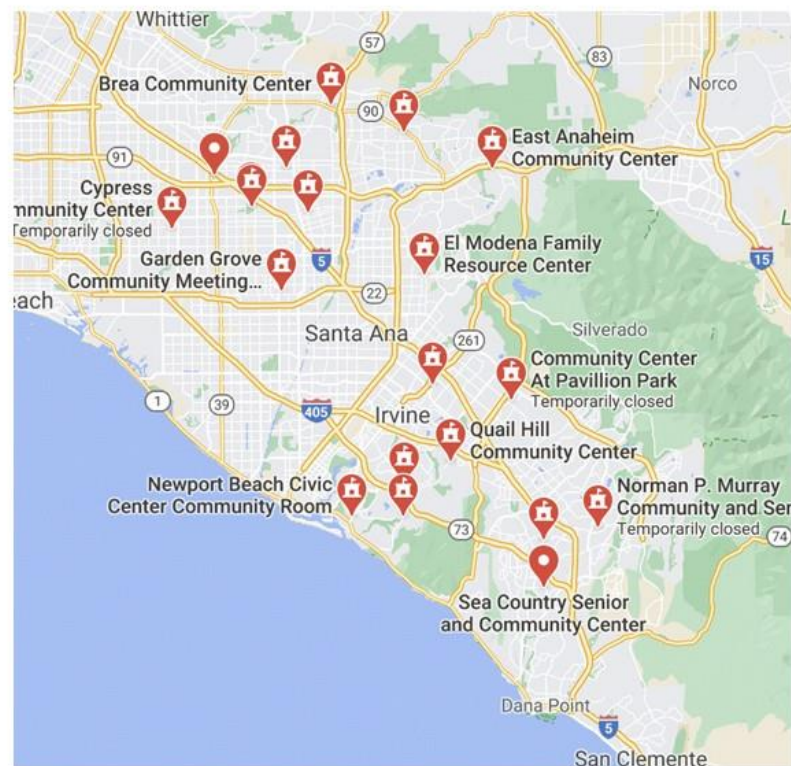 Whittier
57
83
Brea Community Center
Norco
90
East Anaheim
Community Center
91
Cypress
mmunity Center
Temporarily closed
El Modena Family
Resource Center
Garden Grove
Community Meeting...
5
15
L
22
each
Santa Ana
Silverado
261
Community Center
At Pavillion Park
Temporarily closed
1
39
405
Irvine
Quail Hill
Community Center
Newport Beach Civic
Center Community Room
Norman P. Murray
Community and Sen
Temporarily closed
73
74
Sea Country Senior
and Community Center
Dana Point
5
San Clemente